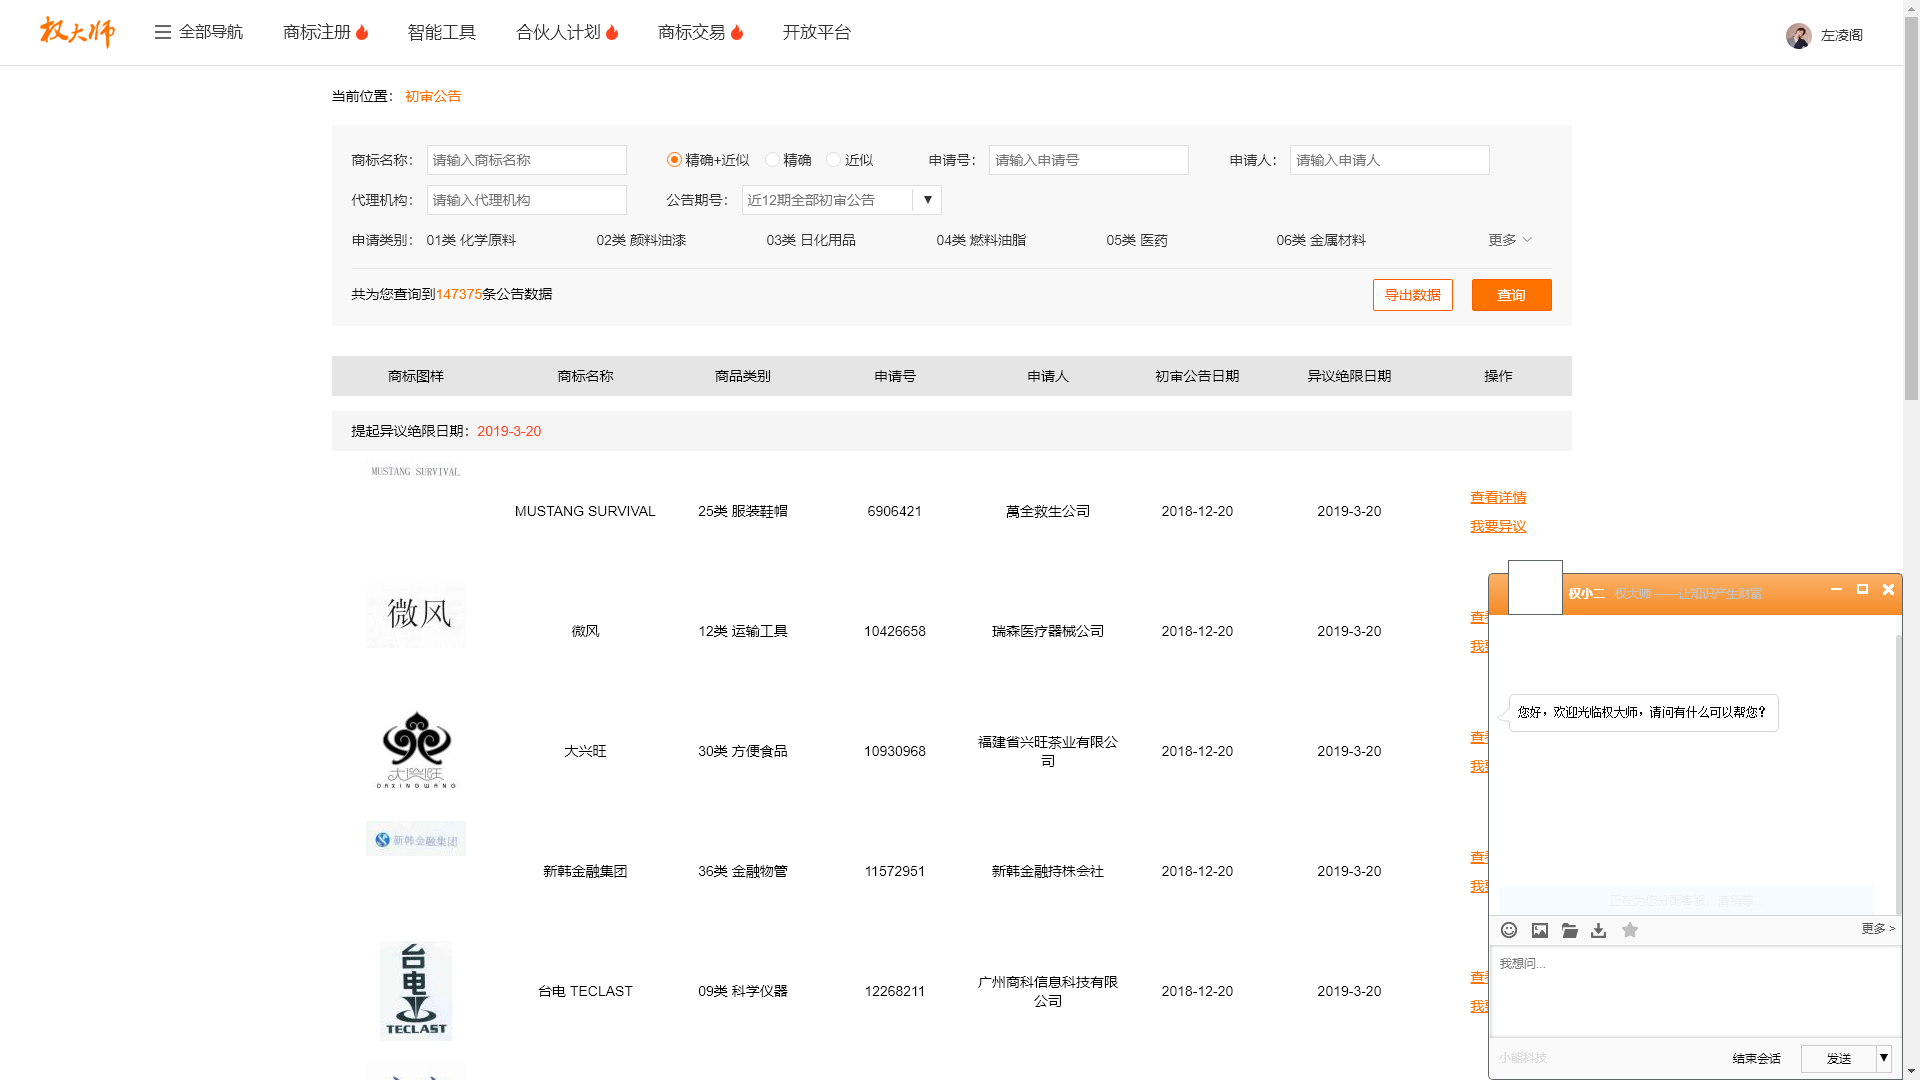 权大师
全部导航
商标注册
智能工具
合伙人计划
商标交易
开放平台
左凌阁
当前位置： 初审公告
商标名称： 请输入商标名称
精确+近似 精确 近似
申请号： 请输入申请号
申请人： 请输入申请人
代理机构： 请输入代理机构
公告期号： 近12期全部初审公告
申请类别： 01类 化学原料 02类 颜料油漆 03类 日化用品 04类 燃料油脂 05类 医药 06类 金属材料 更多
共为您查询到147375条公告数据
导出数据
查询
商标图样 商标名称 商品类别 申请号 申请人 初审公告日期 异议绝限日期 操作
提起异议绝限日期：2019-3-20
MUSTANG SURVIVAL
MUSTANG SURVIVAL 25类 服装鞋帽 6906421 萬全救生公司 2018-12-20 2019-3-20
查看详情
我要异议
微风
微风 12类 运输工具 10426658 瑞森医疗器械公司 2018-12-20 2019-3-20
查
我
大兴旺
DAXINGWANG
大兴旺 30类 方便食品 10930968 福建省兴旺茶业有限公司 2018-12-20 2019-3-20
查
我
新韩金融集团
新韩金融集团 36类 金融物管 11572951 新韩金融持株会社 2018-12-20 2019-3-20
查
我
台电
TECLAST
台电 TECLAST 09类 科学仪器 12268211 广州商科信息科技有限公司 2018-12-20 2019-3-20
查
我
权小二 权大师 ——让知识产生财富
您好，欢迎光临权大师，请问有什么可以帮您？
更多 >
我想问...
小能科技
结束会话
发送